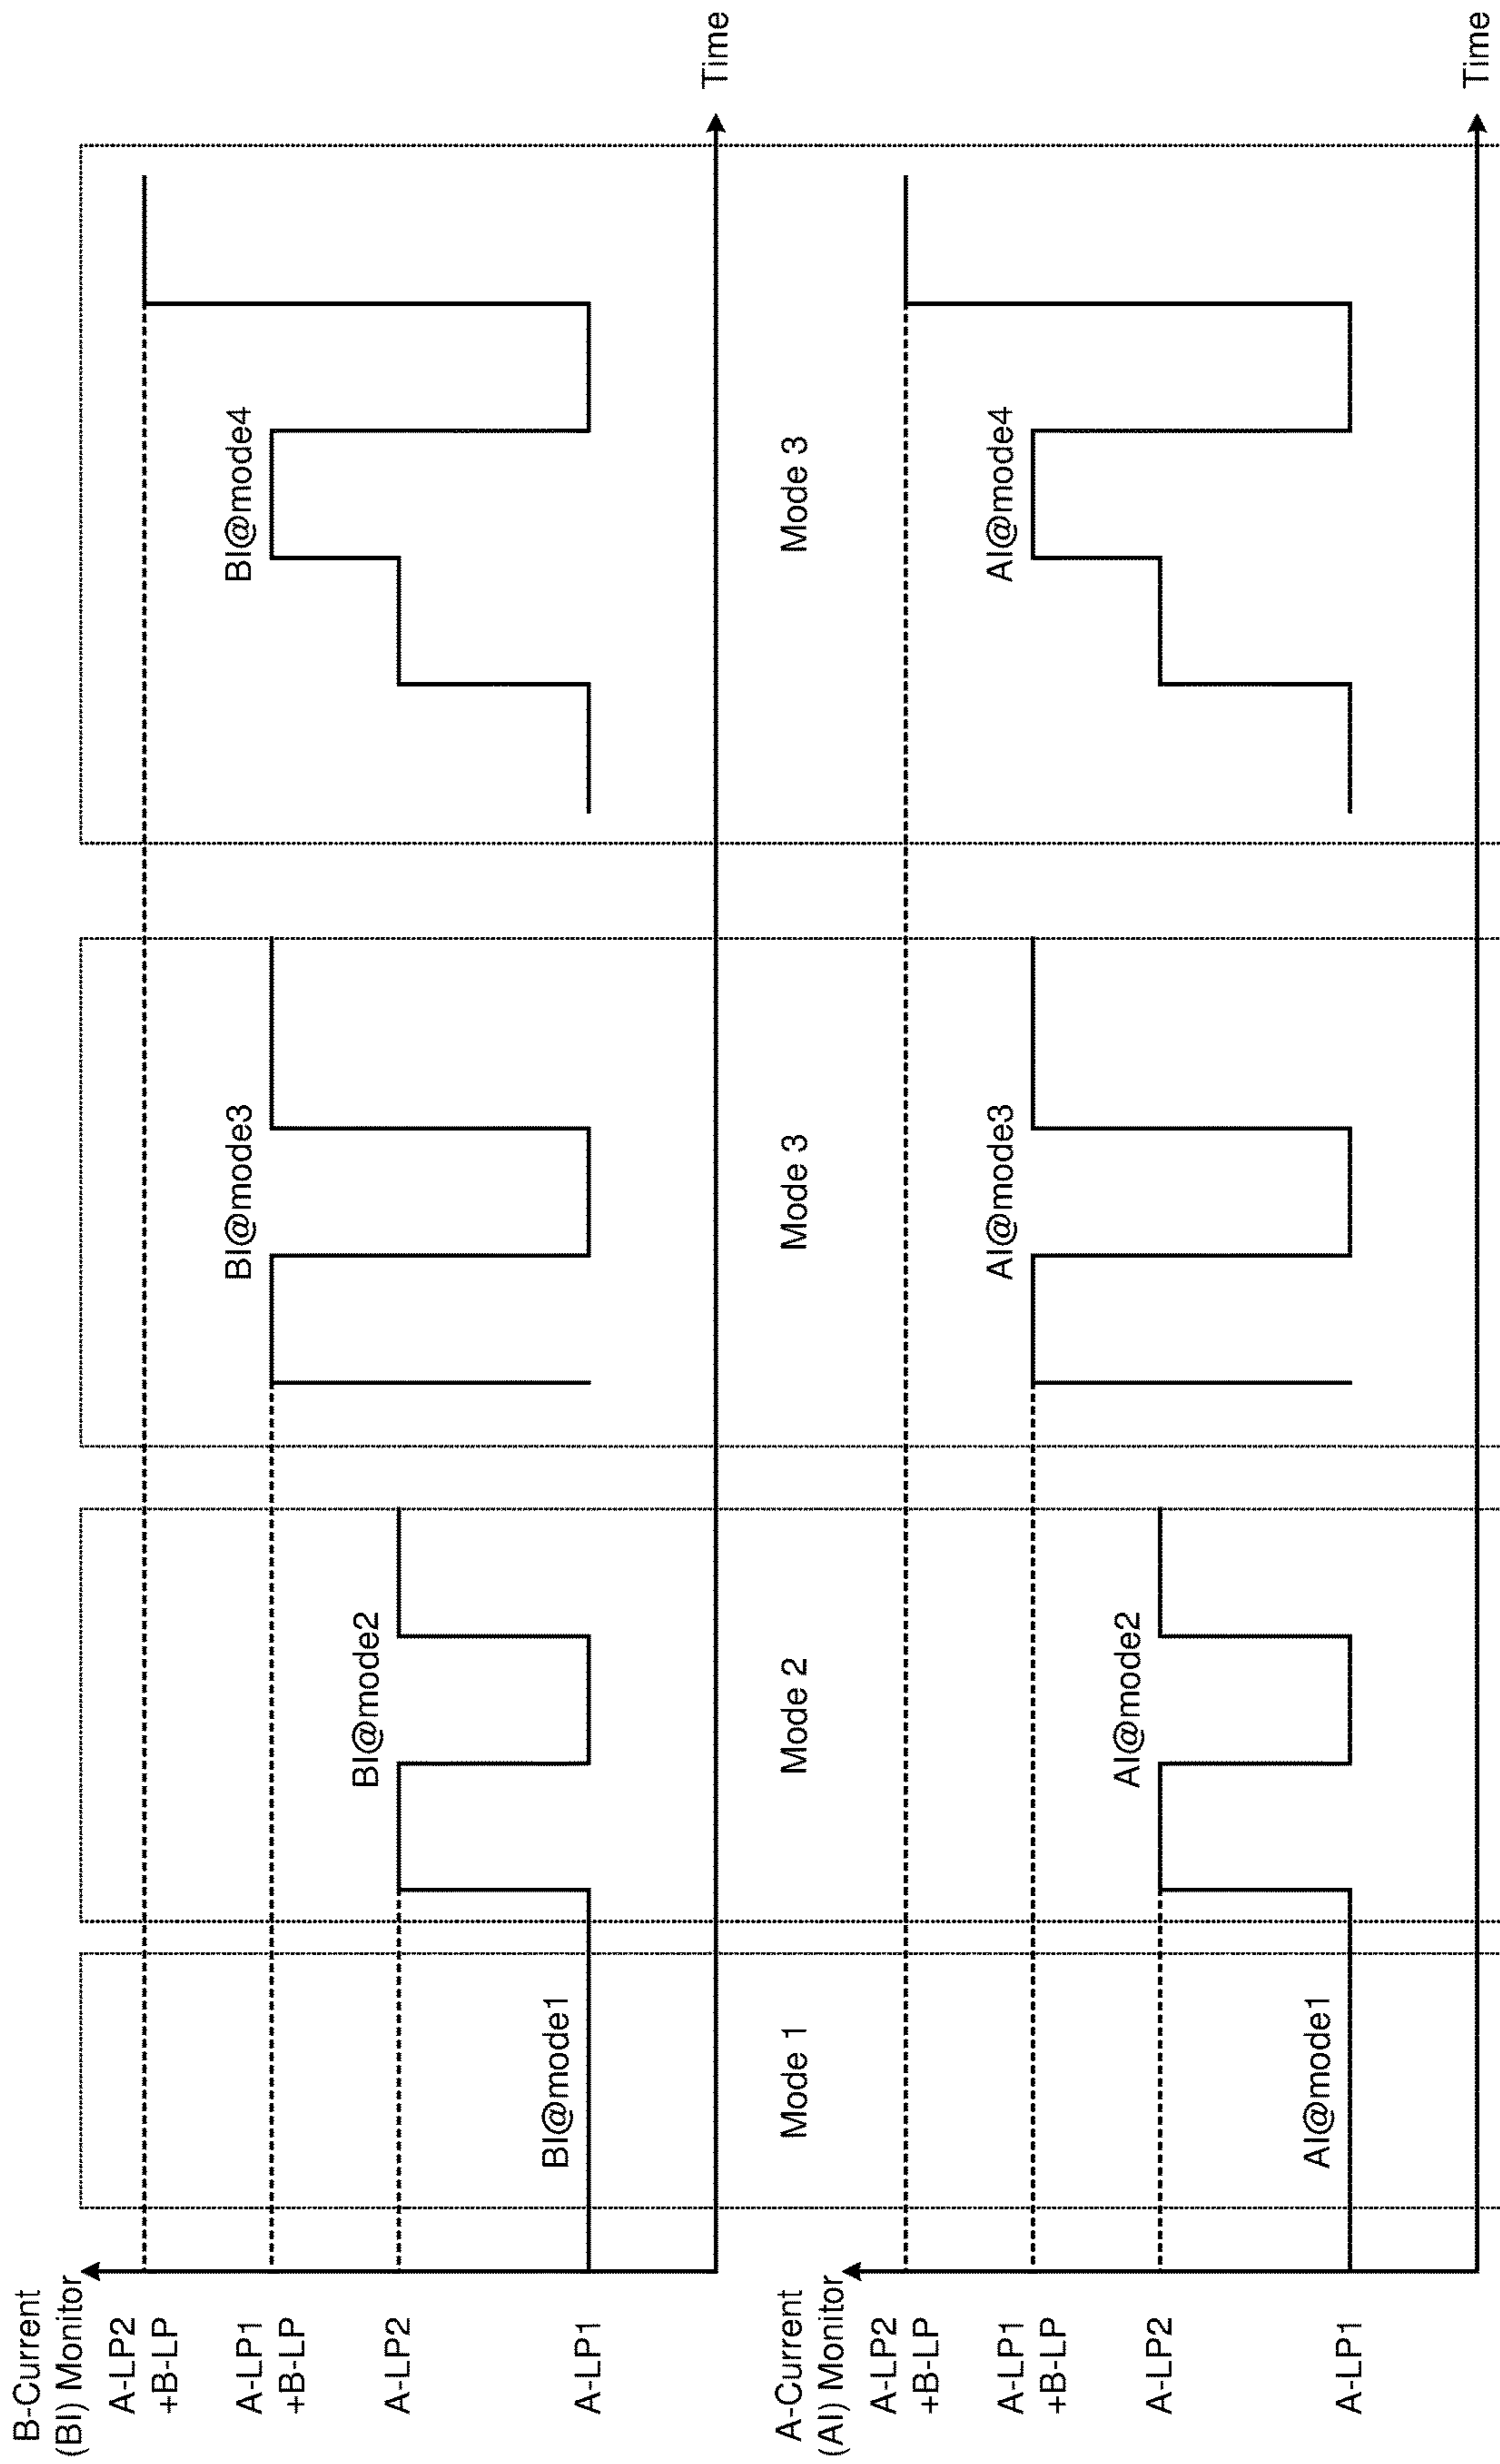 B-Current
(BI) Monitor
A-LP2
+B-LP
A-LP1
+B-LP
A-LP2
A-LP1
BI@mode1
BI@mode2
BI@mode3
BI@mode4
Time
Mode 1
Mode 2
Mode 3
Mode 3
A-Current
(AI) Monitor
A-LP2
+B-LP
A-LP1
+B-LP
A-LP2
A-LP1
AI@mode1
AI@mode2
AI@mode3
AI@mode4
Time